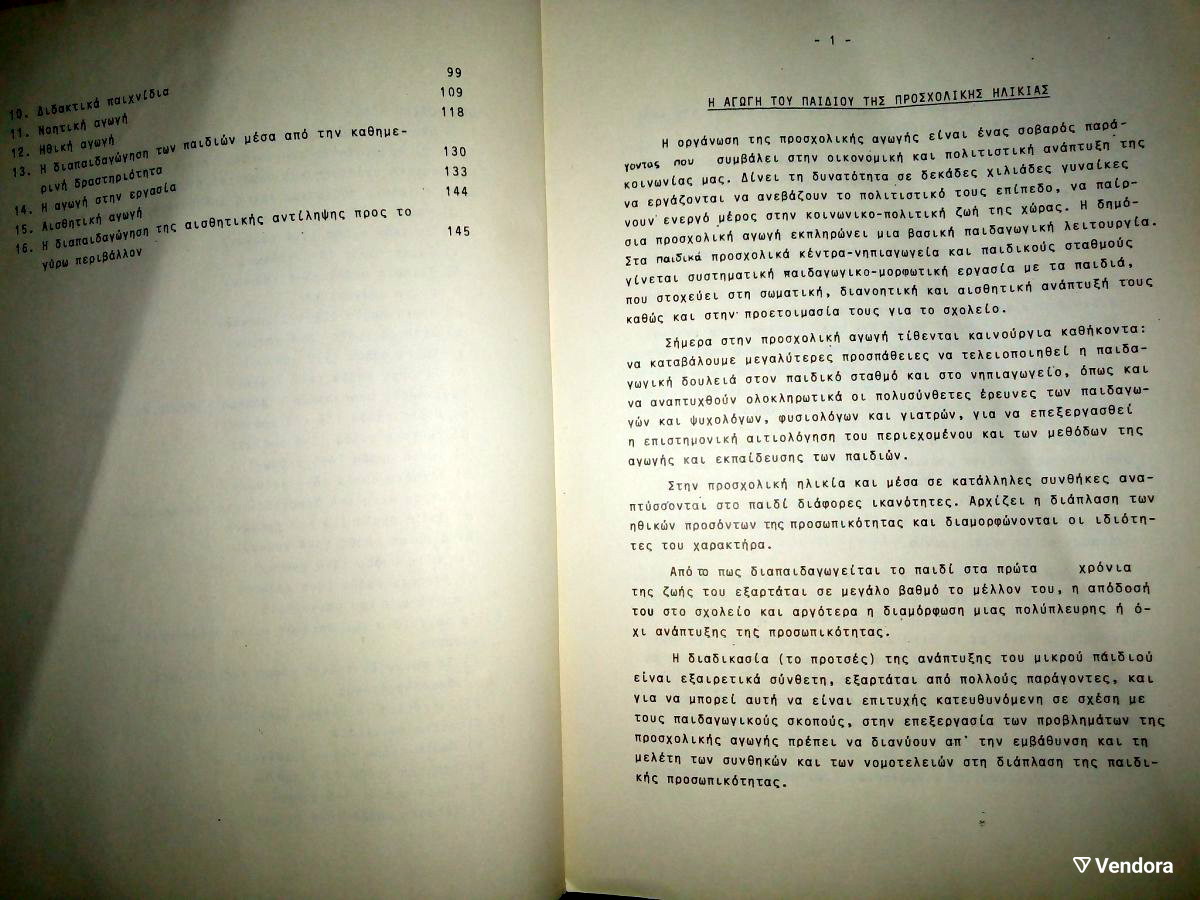 99
10. Διδακτικά παιχνίδια 109
11. Νοητική αγωγή 118
12. Ηθική αγωγή
13. Η διαπαιδαγώγηση των παιδιών μέσα από την καθημε-
ρινή δραστηριότητα 130
14. Η αγωγή στην εργασία 133
15. Αισθητική αγωγή 144
16. Η διαπαιδαγώγηση της αισθητικής αντίληψης προς το
γύρω περιβάλλον 145
- 1 -
Η ΑΓΩΓΗ ΤΟΥ ΠΑΙΔΙΟΥ ΤΗΣ ΠΡΟΣΧΟΛΙΚΗΣ ΗΛΙΚΙΑΣ
Η οργάνωση της προσχολικής αγωγής είναι ένας σοβαρός παρά-
γοντας που συμβάλει στην οικονομική και πολιτιστική ανάπτυξη της
κοινωνίας μας. Δίνει τη δυνατότητα σε δεκάδες χιλιάδες γυναίκες
να εργάζονται να ανεβάζουν το πολιτιστικό τους επίπεδο, να παίρ-
νουν ενεργό μέρος στην κοινωνικο-πολιτική ζωή της χώρας. Η δημό-
σια προσχολική αγωγή εκπληρώνει μια βασική παιδαγωγική λειτουργία.
Στα παιδικά προσχολικά κέντρα-νηπιαγωγεία και παιδικούς σταθμούς
γίνεται συστηματική παιδαγωγικο-μορφωτική εργασία με τα παιδιά,
που στοχεύει στη σωματική, διανοητική και αισθητική ανάπτυξή τους
καθώς και στην προετοιμασία τους για το σχολείο.
Σήμερα στην προσχολική αγωγή τίθενται καινούργια καθήκοντα:
να καταβάλουμε μεγαλύτερες προσπάθειες να τελειοποιηθεί η παιδα-
γωγική δουλειά στον παιδικό σταθμό και στο νηπιαγωγείο, όπως και
να αναπτυχθούν ολοκληρωτικά οι πολυσύνθετες έρευνες των παιδαγω-
γών και ψυχολόγων, φυσιολόγων και γιατρών, για να επεξεργασθεί
η επιστημονική αιτιολόγηση του περιεχομένου και των μεθόδων της
αγωγής και εκπαίδευσης των παιδιών.
Στην προσχολική ηλικία και μέσα σε κατάλληλες συνθήκες ανα-
πτύσσονται στο παιδί διάφορες ικανότητες. Αρχίζει η διάπλαση των
ηθικών προσόντων της προσωπικότητας και διαμορφώνονται οι ιδιότη-
τες του χαρακτήρα.
Από το πως διαπαιδαγωγείται το παιδί στα πρώτα χρόνια
της ζωής του εξαρτάται σε μεγάλο βαθμό το μέλλον του, η απόδοσή
του στο σχολείο και αργότερα η διαμόρφωση μιας πολύπλευρης ή ό-
χι ανάπτυξης της προσωπικότητας.
Η διαδικασία (το προτσές) της ανάπτυξης του μικρού παιδιού
είναι εξαιρετικά σύνθετη, εξαρτάται από πολλούς παράγοντες, και
για να μπορεί αυτή να είναι επιτυχής κατευθυνόμενη σε σχέση με
τους παιδαγωγικούς σκοπούς, στην επεξεργασία των προβλημάτων της
προσχολικής αγωγής πρέπει να διανύουν απ' την εμβάθυνση και τη
μελέτη των συνθηκών και των νομοτελειών στη διάπλαση της παιδι-
κής προσωπικότητας.
Vendora